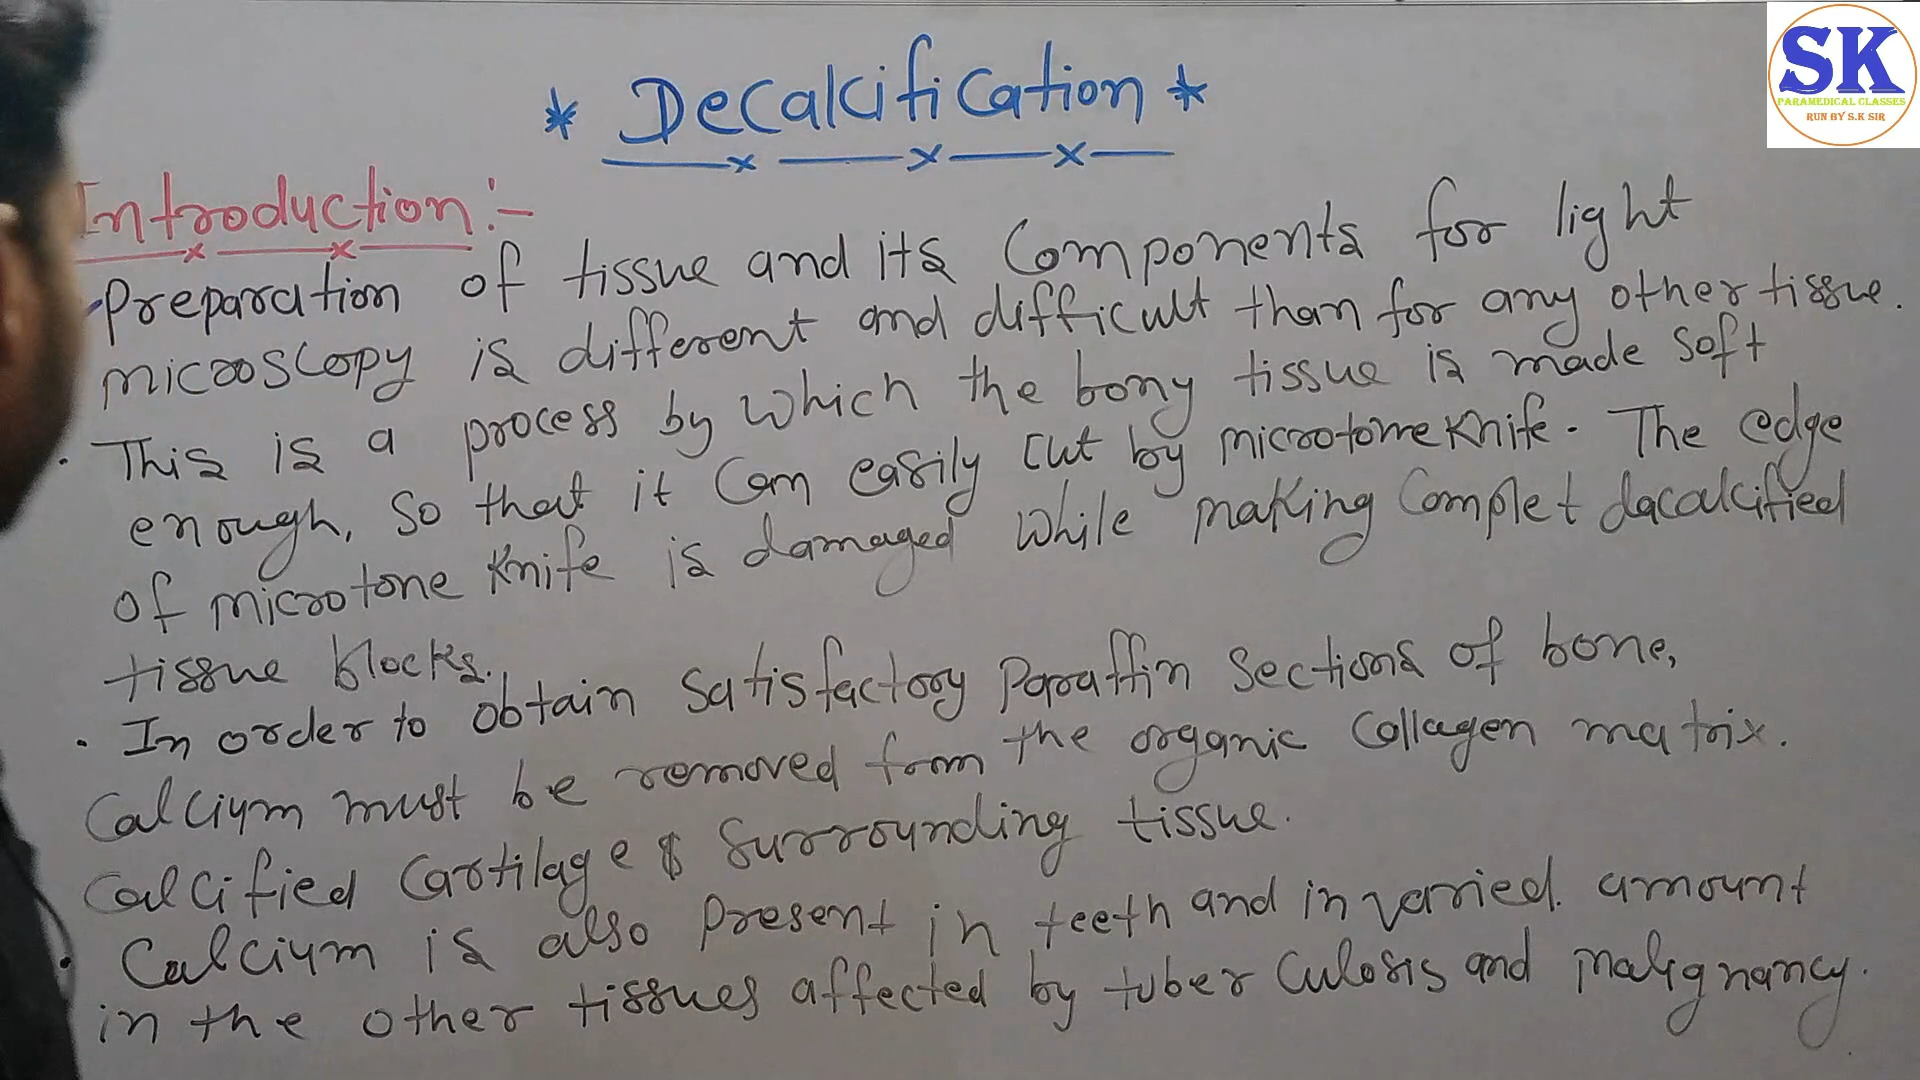 * Decalcification *
SK
PARAMEDICAL CLASSES
RUN BY S.K SIR
Introduction :-
Preparation of tissue and its Components for light
microscopy is different and difficult than for any other tissue.
• This is a process by which the bony tissue is made soft
enough, so that it can easily cut by microtome knife. The edge
of microtone knife is damaged while making Complet dacalcified
tissue blocks.
• In order to obtain Satisfactory Paraffin Sections of bone,
Calciym must be removed from the organic Collagen matrix.
Calcified Cartilage & Surrounding tissue.
• Calciym is also present in teeth and in varied. amount
in the other tissues affected by tuber Culosis and malignancy.